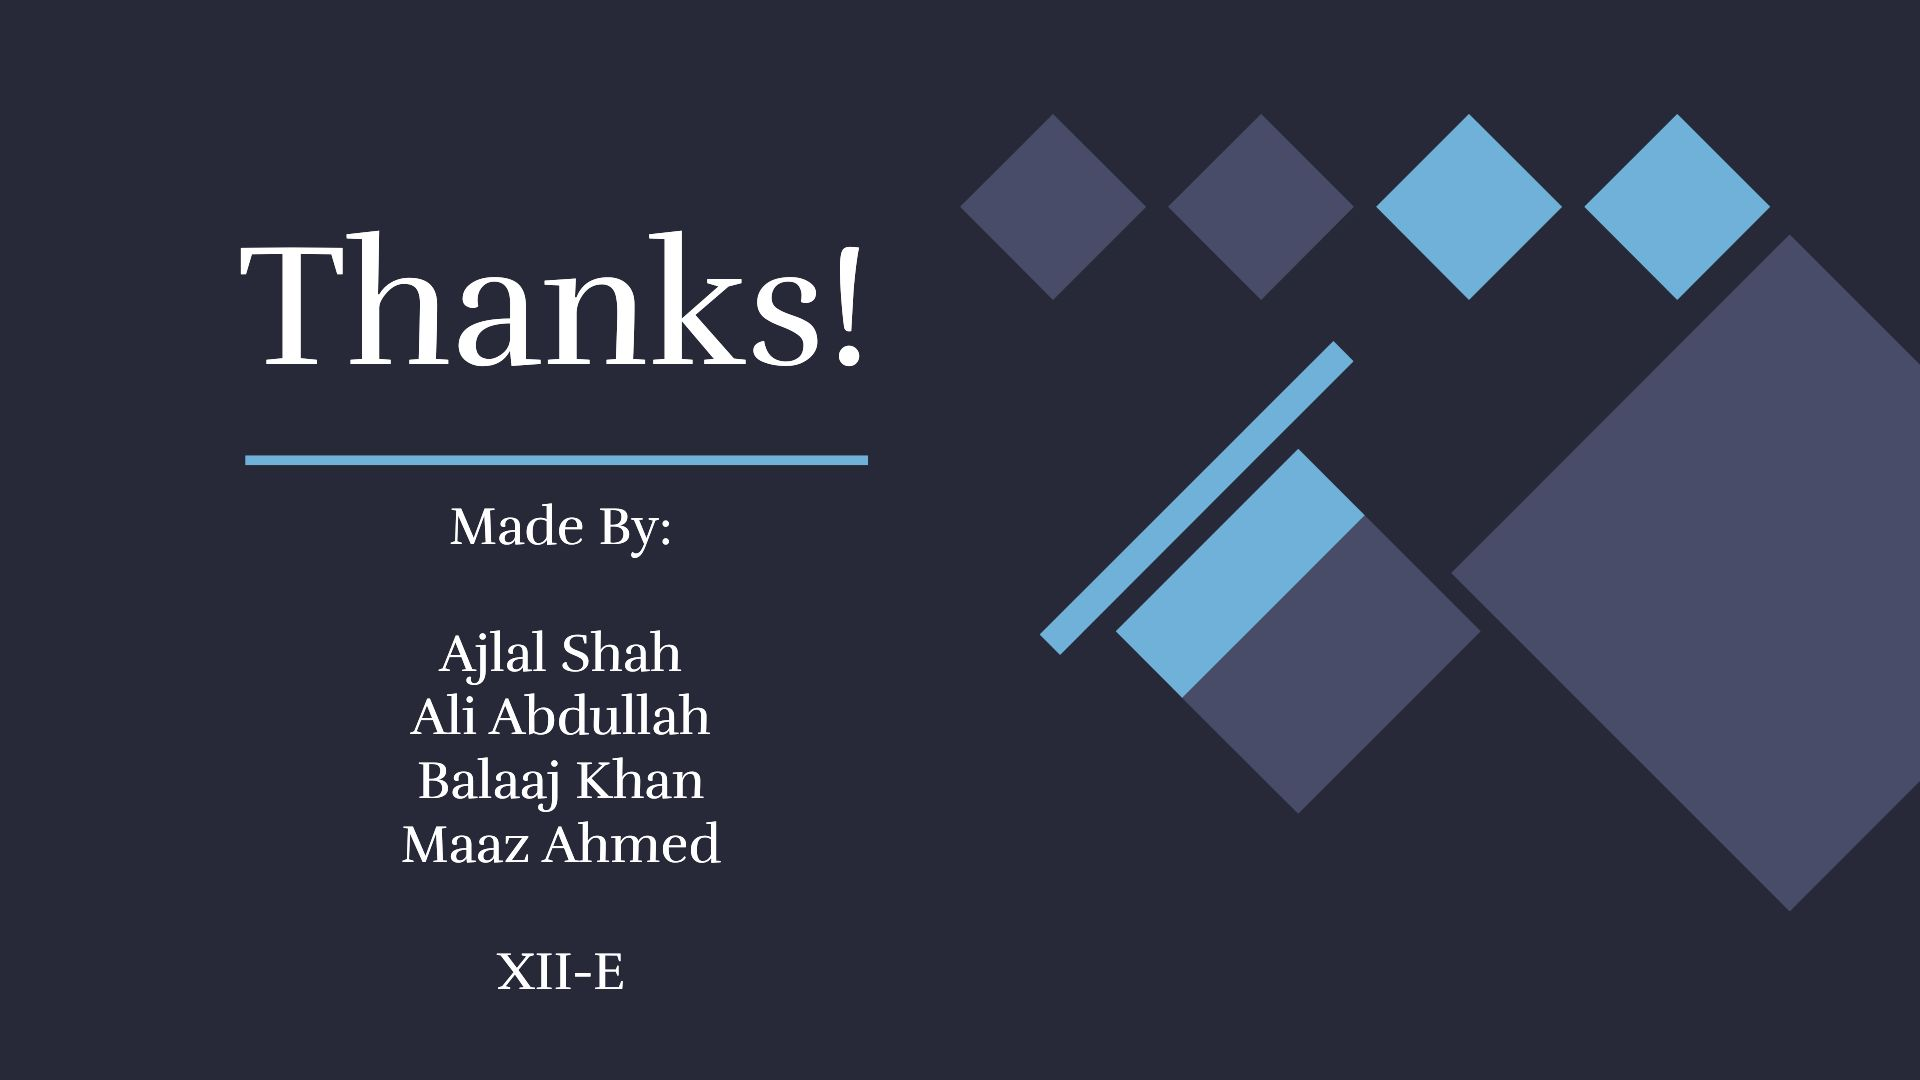 Thanks!
Made By:
Ajlal Shah
Ali Abdullah
Balaaj Khan
Maaz Ahmed
XII-E